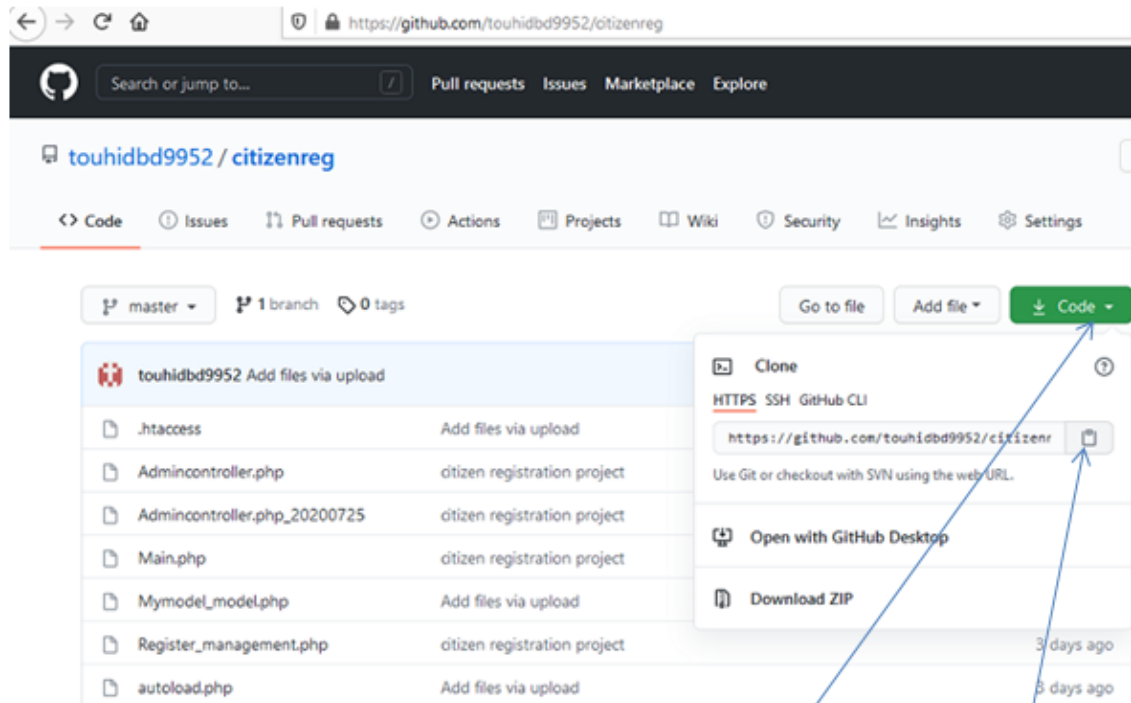 https://github.com/touhidbd9952/citizenreg
Search or jump to... / Pull requests Issues Marketplace Explore
touhidbd9952 / citizenreg
<> Code Issues Pull requests Actions Projects Wiki Security Insights Settings
master 1 branch 0 tags Go to file Add file Code
touhidbd9952 Add files via upload
.htaccess Add files via upload
Admincontroller.php citizen registration project
Admincontroller.php_20200725 citizen registration project
Main.php citizen registration project
Mymodel_model.php Add files via upload
Register_management.php citizen registration project 3 days ago
autoload.php Add files via upload 3 days ago
Clone
HTTPS SSH GitHub CLI
https://github.com/touhidbd9952/citizenr
Use Git or checkout with SVN using the web URL.
Open with GitHub Desktop
Download ZIP